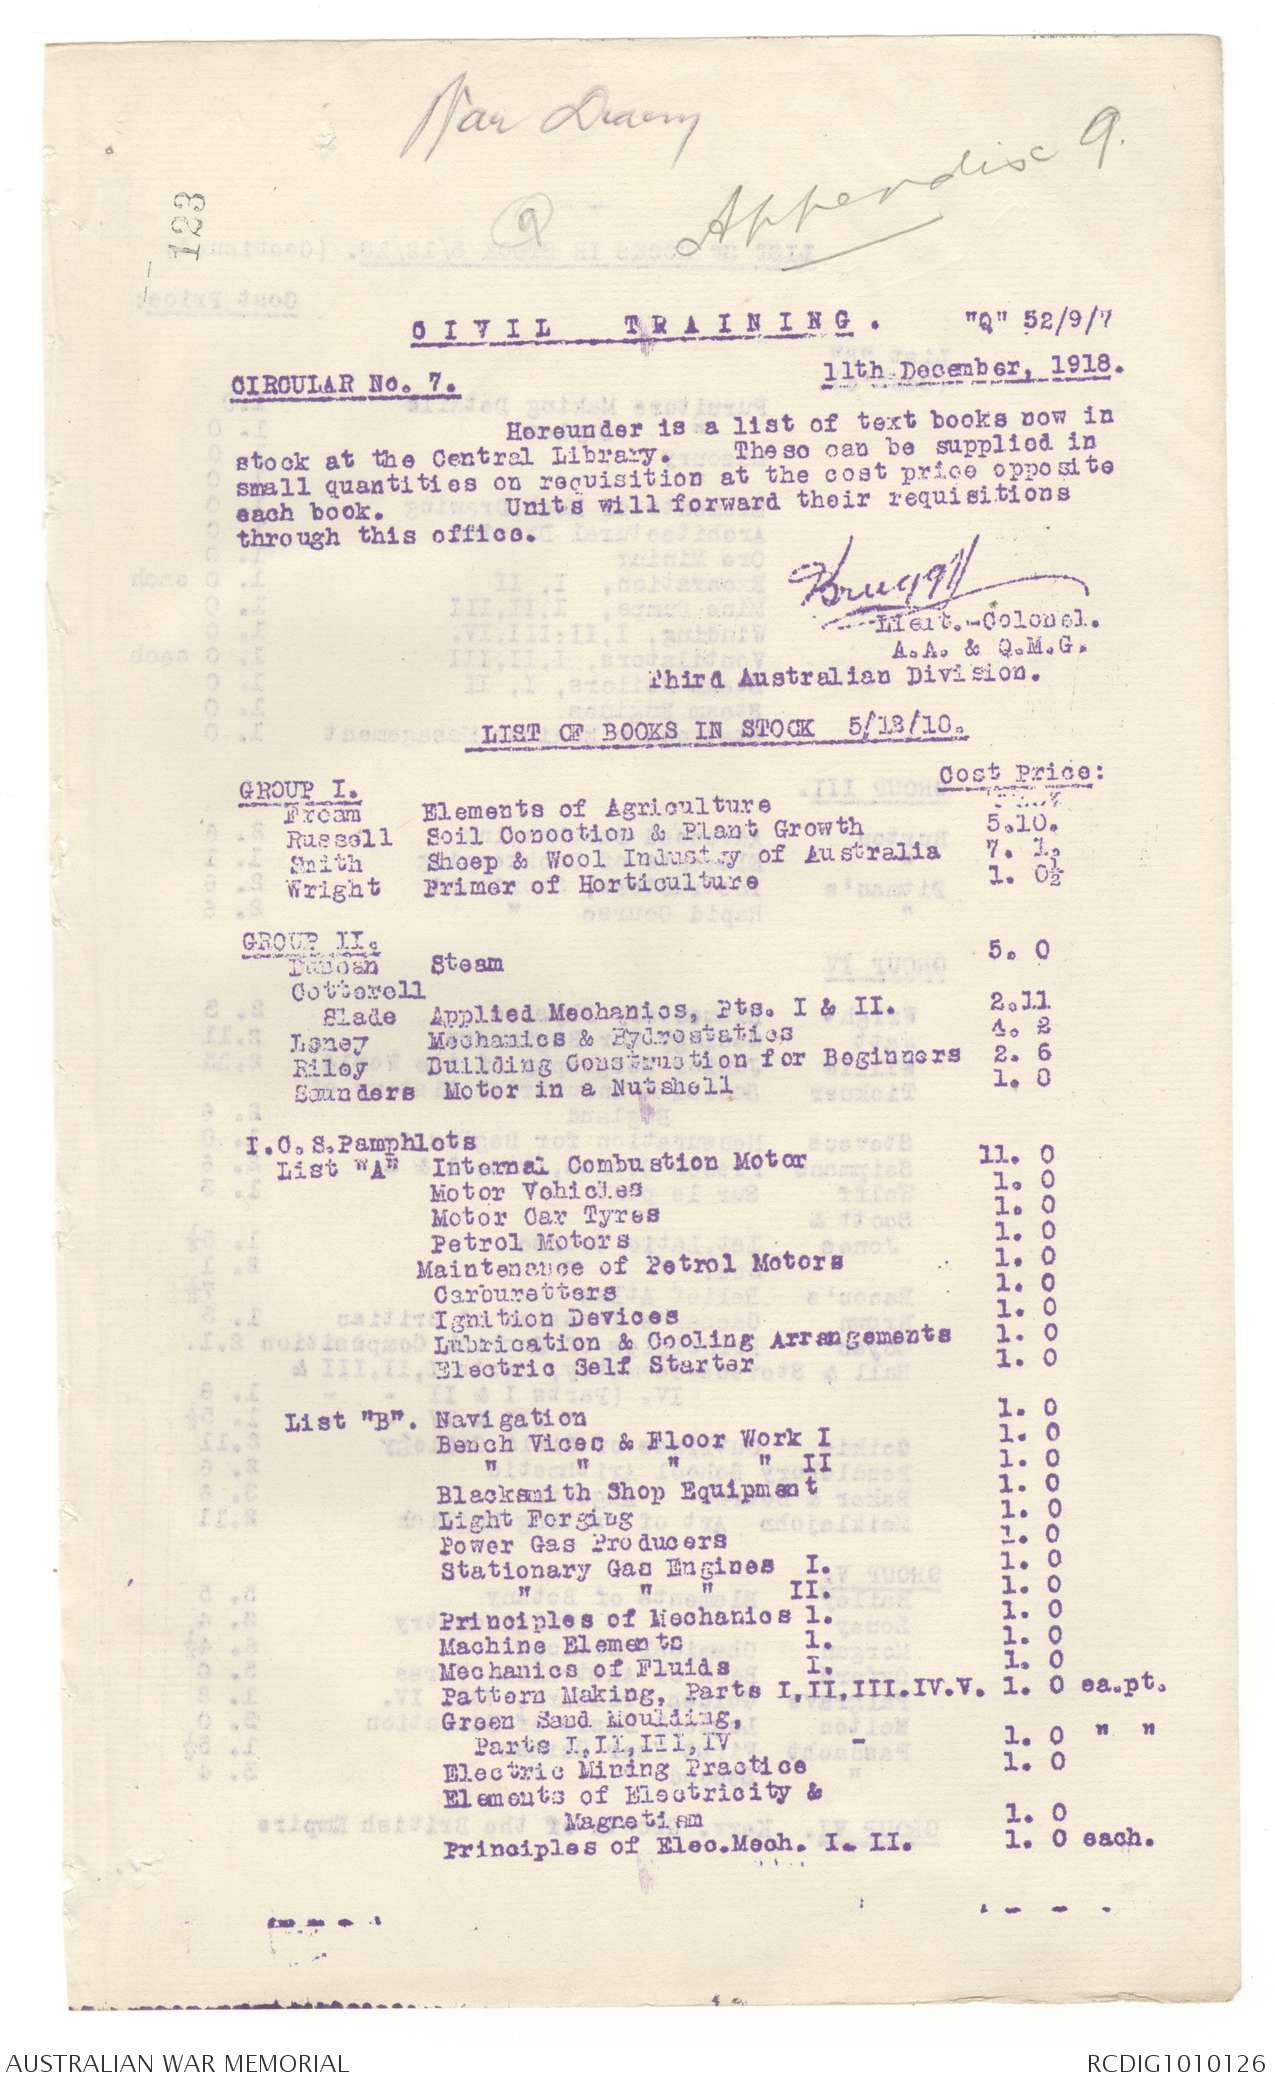 War Diary
Appendix 9.
9
123
CIVIL TRAINING. "Q" 52/9/7
CIRCULAR No. 7. 11th December, 1918.
Hereunder is a list of text books now in
stock at the Central Library. These can be supplied in
small quantities on requisition at the cost price opposite
each book. Units will forward their requisitions
through this office.
Lieut.-Colonel.
A.A. & Q.M.G.
Third Australian Division.
LIST OF BOOKS IN STOCK
Cost Price:
GROUP I.
Fream Elements of Agriculture
Russell Soil Conoction & Plant Growth 5.10.
Smith Sheep & Wool Industry of Australia 7. 1.
Wright Primer of Horticulture 1. 0½
GROUP II.
Duncan Steam 5. 0
Cotterell
Slade Applied Mechanics, Pts. I & II. 2.11
Loney Mechanics & Hydrostatics 4. 2
Riley Building Construction for Beginners 2. 6
Saunders Motor in a Nutshell 1. 0
I.C.S.Pamphlets
List "A" Internal Combustion Motor 11. 0
Motor Vehicles 1. 0
Motor Car Tyres 1. 0
Petrol Motors 1. 0
Maintenance of Petrol Motors 1. 0
Carburetters 1. 0
Ignition Devices 1. 0
Lubrication & Cooling Arrangements 1. 0
Electric Self Starter 1. 0
List "B". Navigation 1. 0
Bench Vices & Floor Work I 1. 0
" " " " II 1. 0
Blacksmith Shop Equipment 1. 0
Light Forging 1. 0
Power Gas Producers 1. 0
Stationary Gas Engines I. 1. 0
" " " II. 1. 0
Principles of Mechanics 1. 1. 0
Machine Elements 1. 1. 0
Mechanics of Fluids I. 1. 0
Pattern Making, Parts I,II,III.IV.V. 1. 0 ea.pt.
Green Sand Moulding,
Parts I,II,III,IV - 1. 0 " "
Electric Mining Practice 1. 0
Elements of Electricity &
Magnetism 1. 0
Principles of Elec.Mech. I. II. 1. 0 each.
AUSTRALIAN WAR MEMORIAL RCDIG1010126